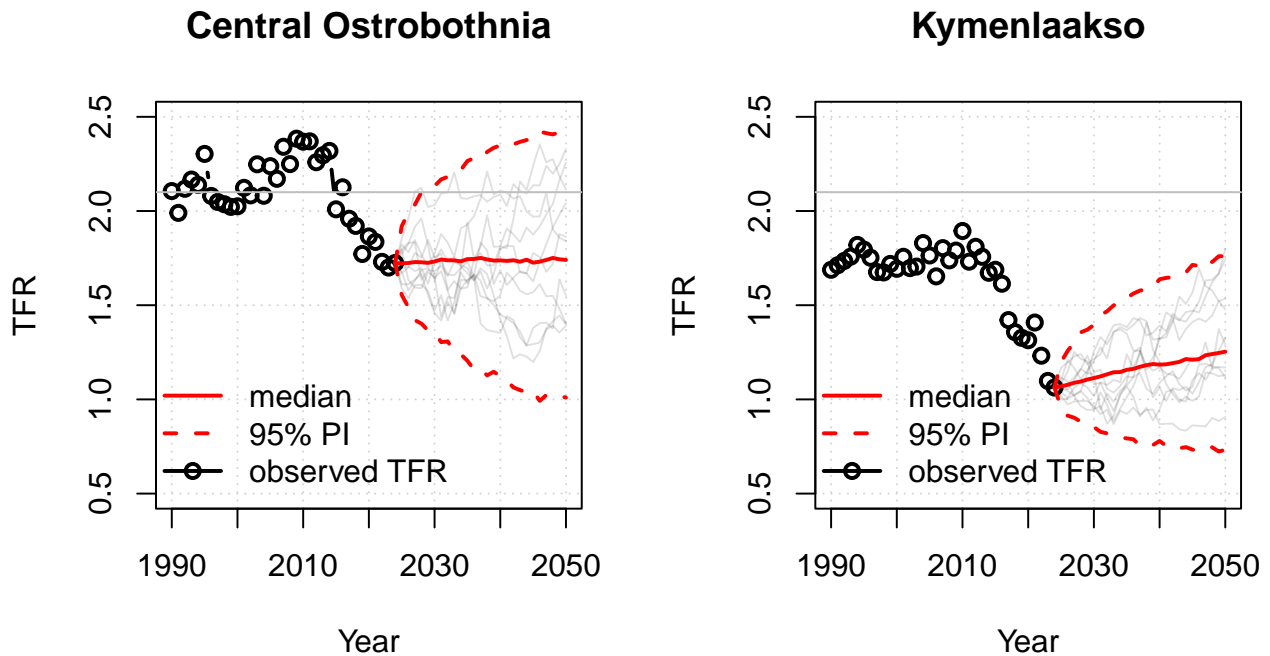 Central Ostrobothnia
TFR
2.5
2.0
1.5
1.0
0.5
median
95% PI
observed TFR
1990
2010
2030
2050
Year
Kymenlaakso
TFR
2.5
2.0
1.5
1.0
0.5
median
95% PI
observed TFR
1990
2010
2030
2050
Year